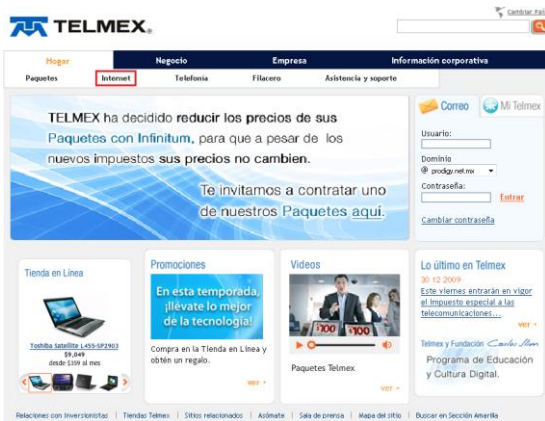 Cambiar País
TELMEX®
Hogar Negocio Empresa Información corporativa
Paquetes Internet Telefonía Filacero Asistencia y soporte
TELMEX ha decidido reducir los precios de sus
Paquetes con Infinitum, para que a pesar de los
nuevos impuestos sus precios no cambien.
Te invitamos a contratar uno
de nuestros Paquetes aquí.
Correo Mi Telmex
Usuario:
Dominio
@ prodigy.net.mx
Contraseña:
Entrar
Cambiar contraseña
Tienda en Línea
Toshiba Satellite L455-SP2903
$9,049
desde $359 al mes
Promociones
En esta temporada,
¡llévate lo mejor
de la tecnología!
Compra en la Tienda en Línea y
obtén un regalo.
ver
Videos
$100 $100
Paquetes Telmex
ver
Lo último en Telmex
30 12 2009
Este viernes entrarán en vigor
el impuesto especial a las
telecomunicaciones...
ver
Telmex y Fundación Carlos Slim
Programa de Educación
y Cultura Digital.
Relaciones con Inversionistas | Tiendas Telmex | Sitios relacionados | Asómate | Sala de prensa | Mapa del sitio | Buscar en Sección Amarilla